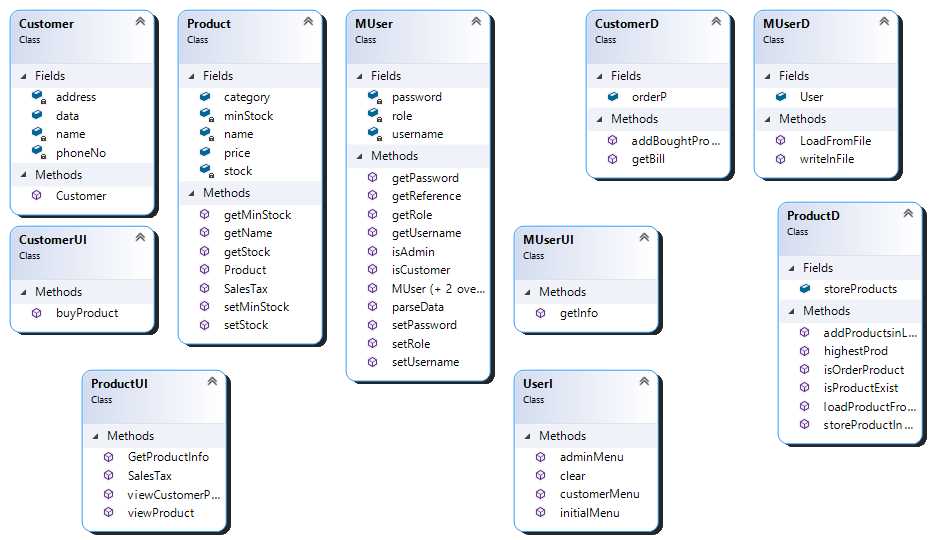 Customer
Class
Fields
address
data
name
phoneNo
Methods
Customer
Product
Class
Fields
category
minStock
name
price
stock
Methods
getMinStock
getName
getStock
Product
SalesTax
setMinStock
setStock
MUser
Class
Fields
password
role
username
Methods
getPassword
getReference
getRole
getUsername
isAdmin
isCustomer
MUser (+ 2 ove...
parseData
setPassword
setRole
setUsername
CustomerD
Class
Fields
orderP
Methods
addBoughtPro...
getBill
MUserD
Class
Fields
User
Methods
LoadFromFile
writeInFile
CustomerUI
Class
Methods
buyProduct
MUserUI
Class
Methods
getInfo
ProductD
Class
Fields
storeProducts
Methods
addProductsinL...
highestProd
isOrderProduct
isProductExist
loadProductFro...
storeProductIn...
ProductUI
Class
Methods
GetProductInfo
SalesTax
viewCustomerP...
viewProduct
UserI
Class
Methods
adminMenu
clear
customerMenu
initialMenu